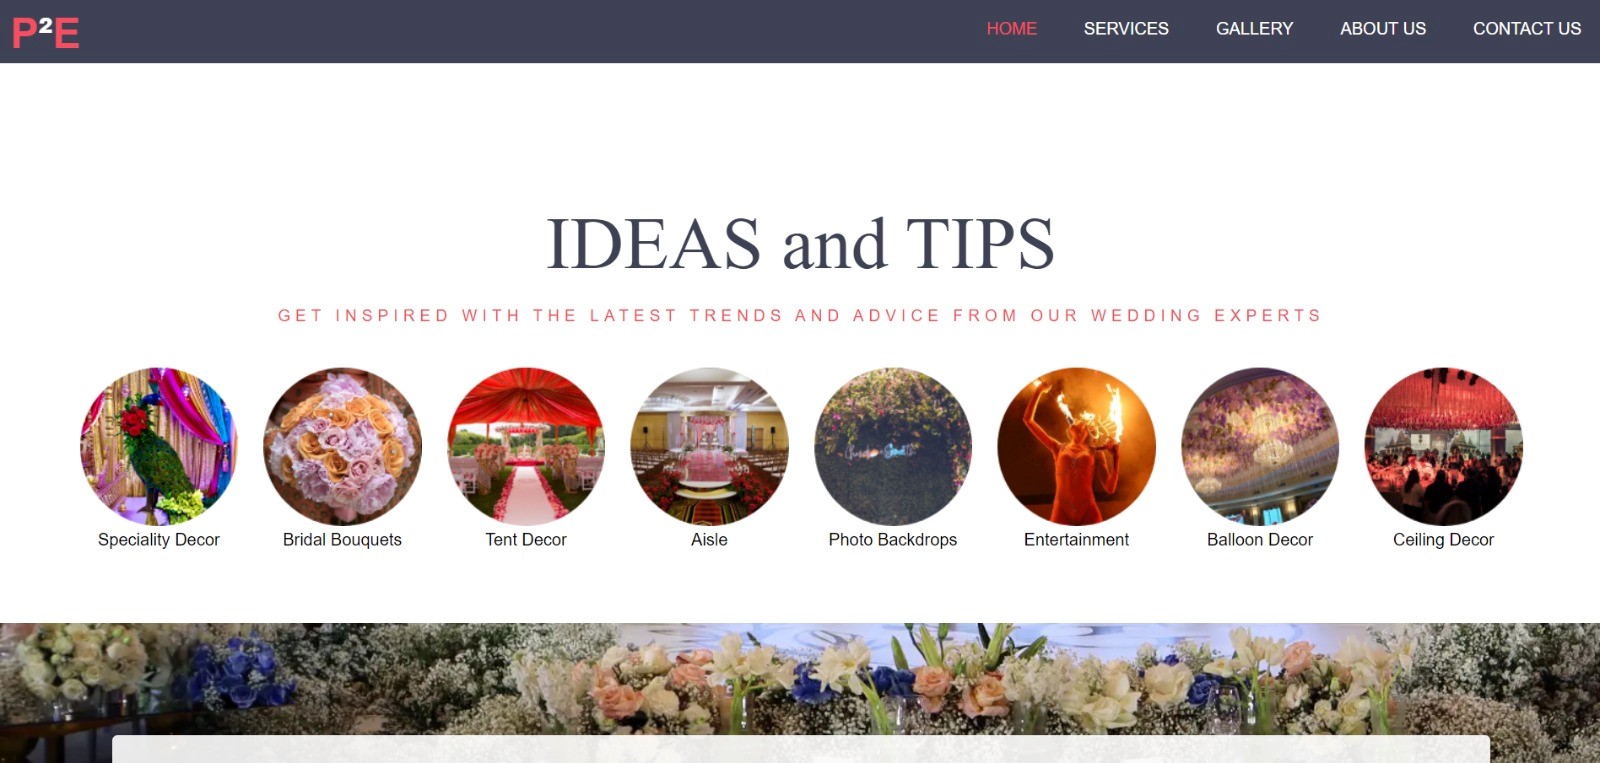 P²E
HOME SERVICES GALLERY ABOUT US CONTACT US
IDEAS and TIPS
GET INSPIRED WITH THE LATEST TRENDS AND ADVICE FROM OUR WEDDING EXPERTS
Speciality Decor
Bridal Bouquets
Tent Decor
Aisle
Photo Backdrops
Entertainment
Balloon Decor
Ceiling Decor